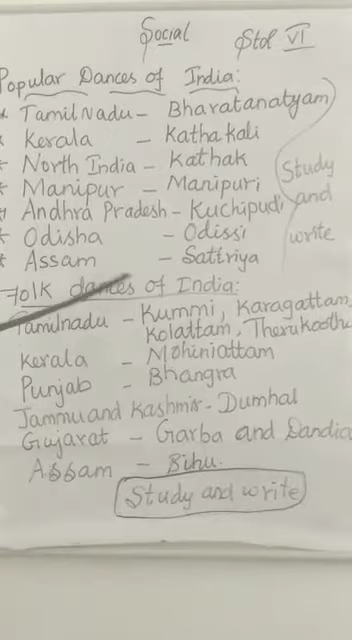 Social Std VI
Popular Dances of India:
* TamilNadu - Bharatanatyam
* Kerala - Kathakali
* North India - Kathak
* Manipur - Manipuri
* Andhra Pradesh - Kuchipudi
* Odisha - Odissi
* Assam - Sattriya
Study
and
write
Folk dances of India:
Tamilnadu - Kummi, Karagattam,
Kolattam, Therukoothu
Kerala - Mohiniattam
Punjab - Bhangra
Jammu and Kashmir - Dumhal
Gujarat - Garba and Dandia
Assam - Bihu.
Study and write